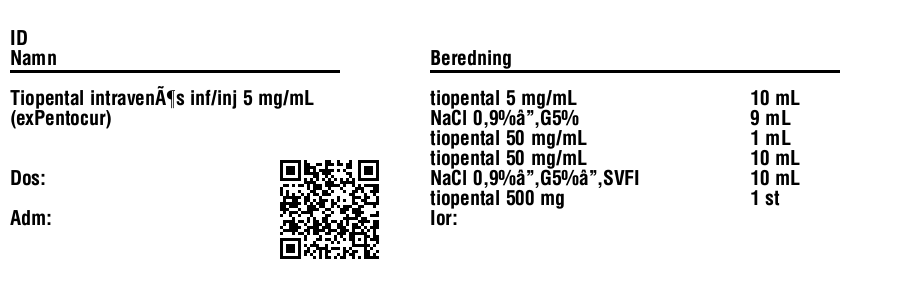 ID
Namn
Tiopental intravenÃ¶s inf/inj 5 mg/mL
(exPentocur)
Dos:
Adm:
Beredning
tiopental 5 mg/mL 10 mL
NaCl 0,9%â”‚G5% 9 mL
tiopental 50 mg/mL 1 mL
tiopental 50 mg/mL 10 mL
NaCl 0,9%â”‚G5%â”‚SVFI 10 mL
tiopental 500 mg 1 st
Ior: